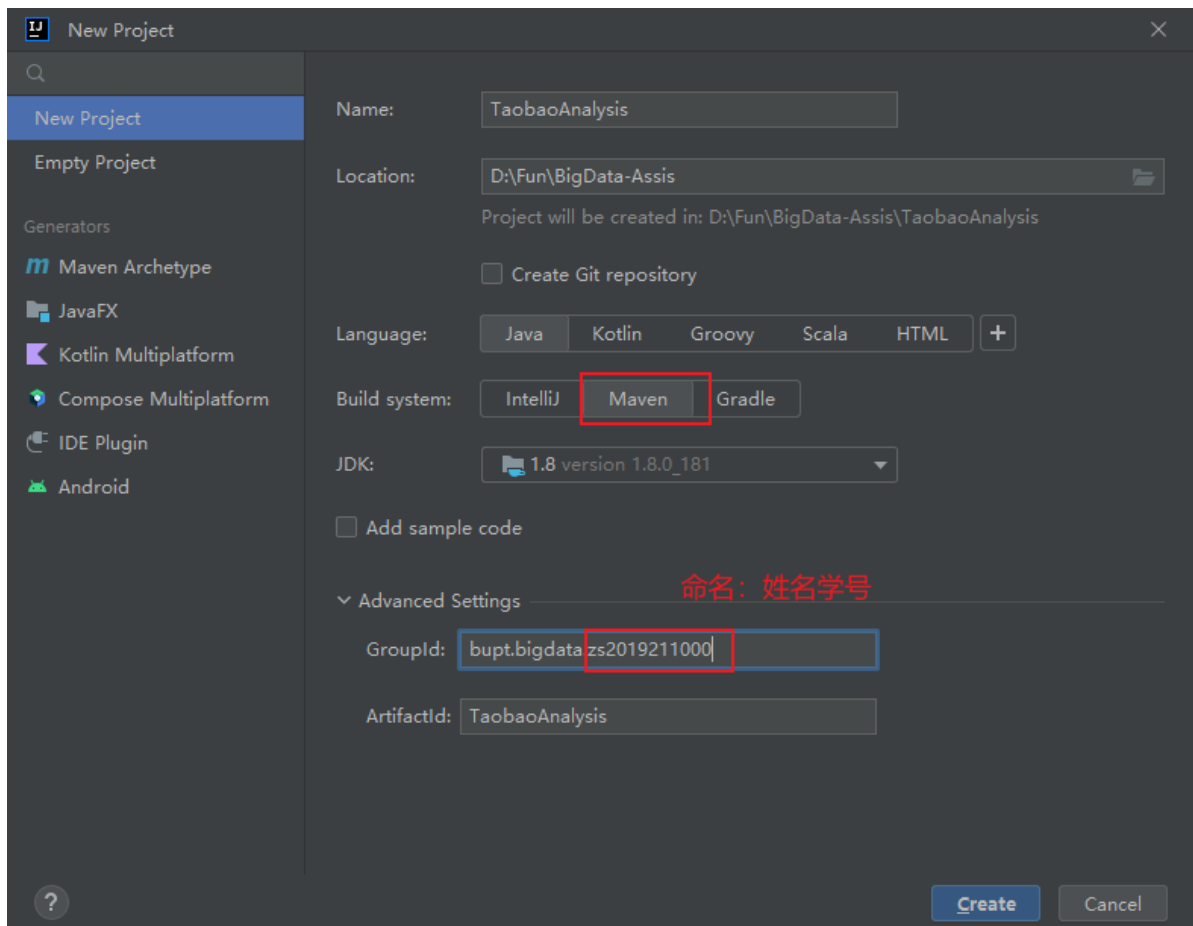 New Project
New Project
Empty Project
Generators
Maven Archetype
JavaFX
Kotlin Multiplatform
Compose Multiplatform
IDE Plugin
Android
Name: TaobaoAnalysis
Location: D:\Fun\BigData-Assis
Project will be created in: D:\Fun\BigData-Assis\TaobaoAnalysis
Create Git repository
Language: Java Kotlin Groovy Scala HTML +
Build system: IntelliJ Maven Gradle
JDK: 1.8 version 1.8.0_181
Add sample code
命名：姓名学号
Advanced Settings
GroupId: bupt.bigdata.zs2019211000
ArtifactId: TaobaoAnalysis
? Create Cancel